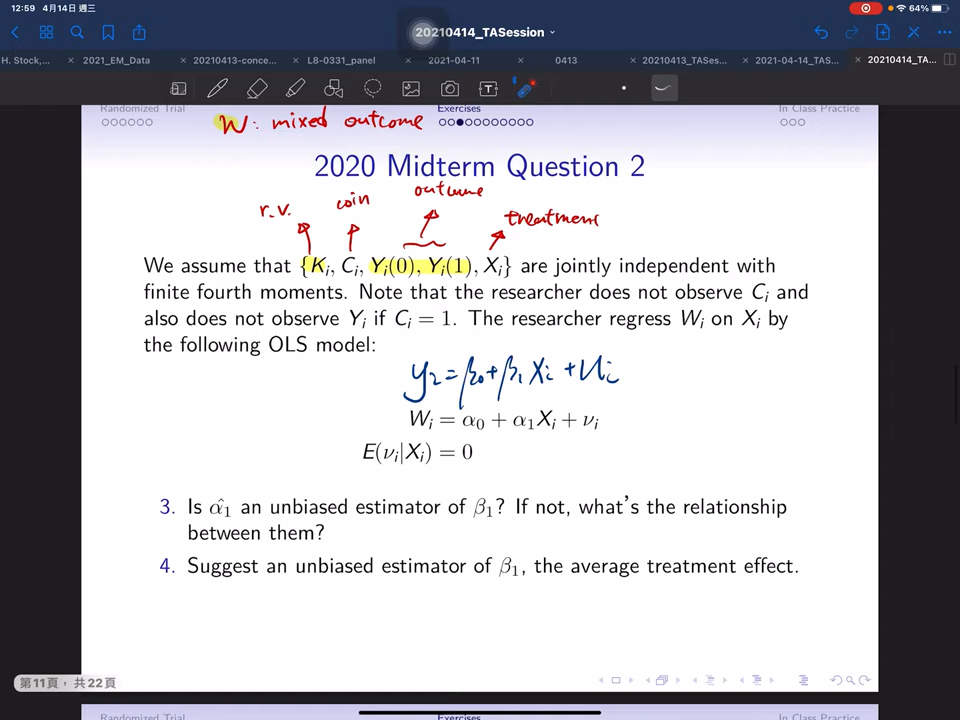 12:59 4月14日 週三
64%
20210414_TASession
H. Stock,...
2021_EM_Data
20210413-conce...
L8-0331_panel
2021-04-11
0413
20210413_TASes...
2021-04-14_TAS...
20210414_TA...
Randomized Trial
Exercises
In Class Practice
W: mixed outcome
2020 Midterm Question 2
r.v.
coin
outcome
treatment
We assume that {Kᵢ, Cᵢ, Yᵢ(0), Yᵢ(1), Xᵢ} are jointly independent with
finite fourth moments. Note that the researcher does not observe Cᵢ and
also does not observe Yᵢ if Cᵢ = 1. The researcher regress Wᵢ on Xᵢ by
the following OLS model:
y₂ = β₀ + β₁ Xᵢ + Uᵢ
Wᵢ = α₀ + α₁Xᵢ + νᵢ
E(νᵢ|Xᵢ) = 0
3. Is α̂₁ an unbiased estimator of β₁? If not, what's the relationship
between them?
4. Suggest an unbiased estimator of β₁, the average treatment effect.
第11頁，共22頁
Randomized Trial
Exercises
In Class Practice